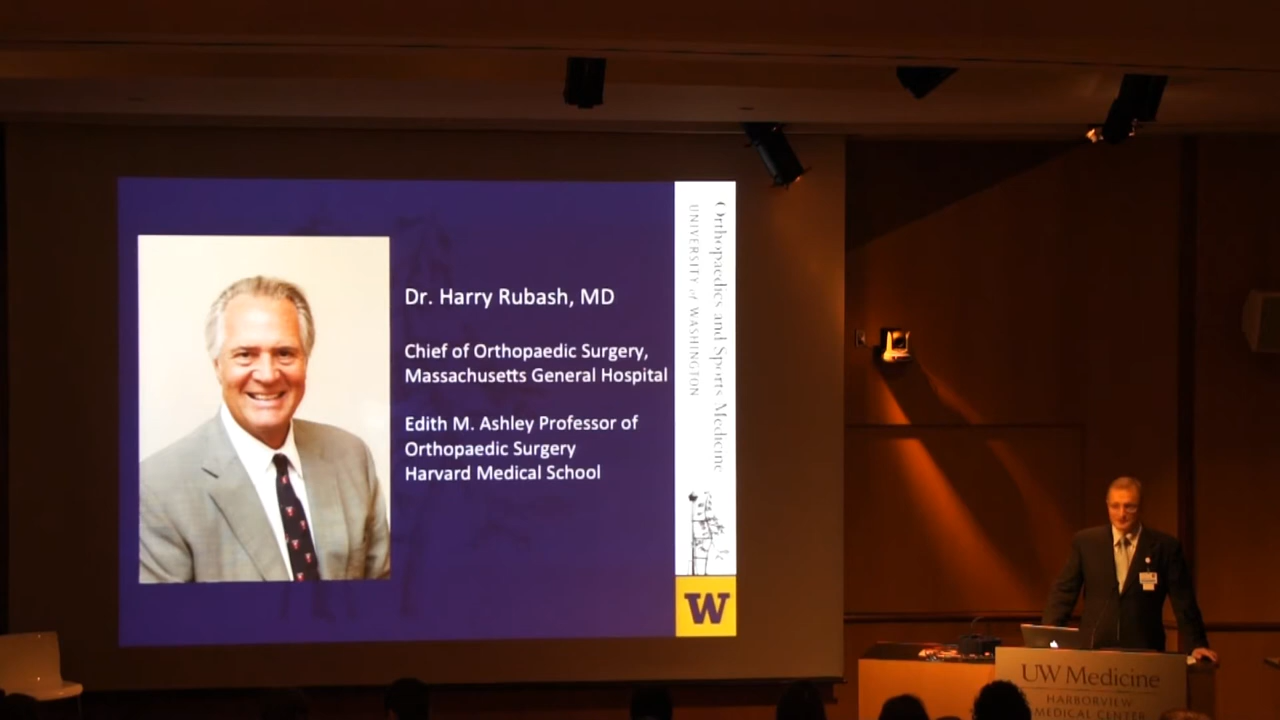 Dr. Harry Rubash, MD
Chief of Orthopaedic Surgery,
Massachusetts General Hospital
Edith M. Ashley Professor of
Orthopaedic Surgery
Harvard Medical School
Orthopaedics and Sports Medicine
UNIVERSITY of WASHINGTON
W
UW Medicine
HARBORVIEW
MEDICAL CENTER